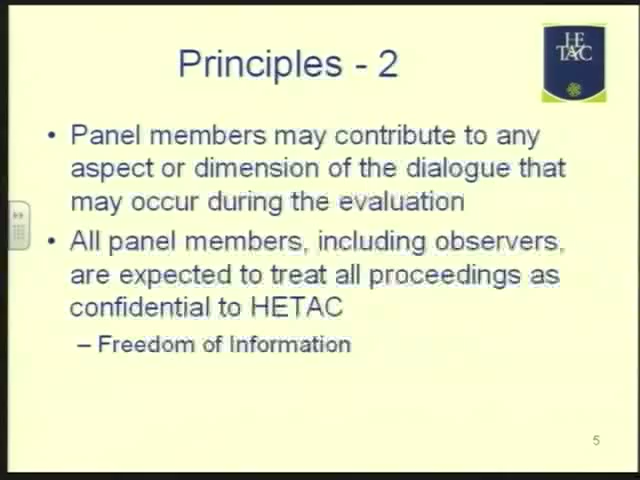 Principles - 2
HE
TAC
• Panel members may contribute to any
aspect or dimension of the dialogue that
may occur during the evaluation
• All panel members, including observers,
are expected to treat all proceedings as
confidential to HETAC
– Freedom of Information
5